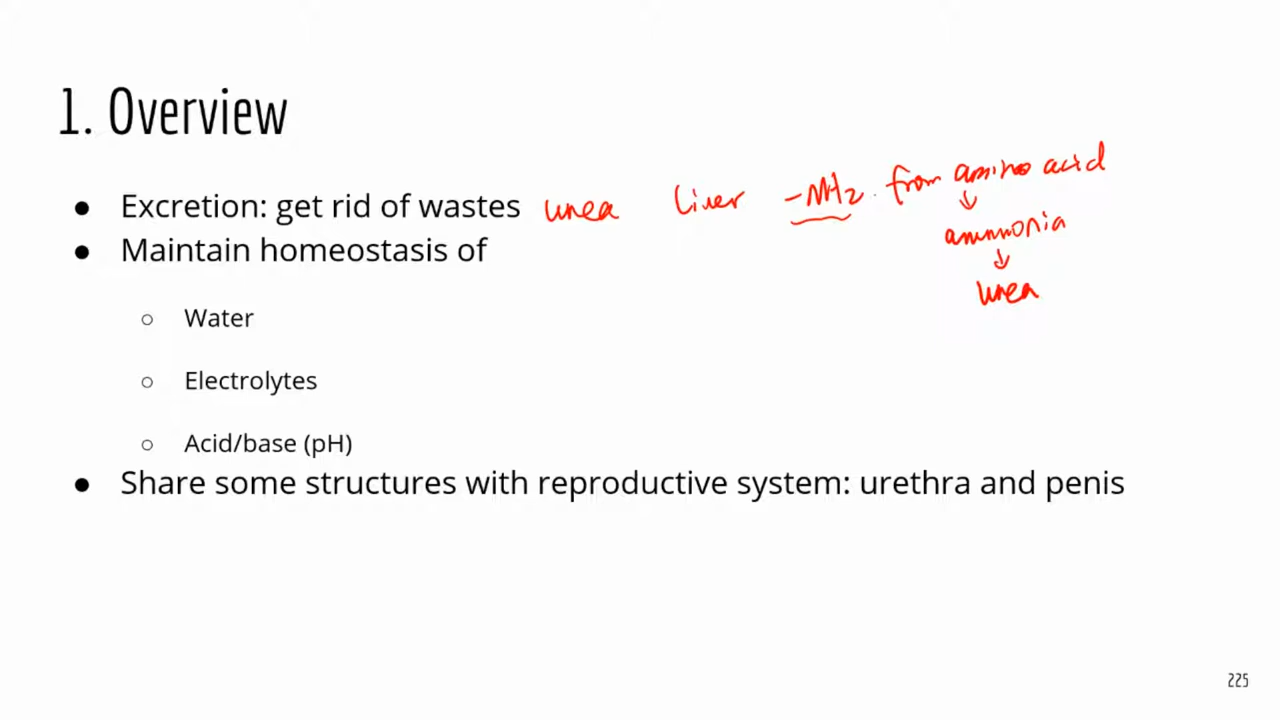 1. Overview
● Excretion: get rid of wastes urea liver -NH2. from amino acid
↓
ammonia
↓
urea
● Maintain homeostasis of
○ Water
○ Electrolytes
○ Acid/base (pH)
● Share some structures with reproductive system: urethra and penis
225